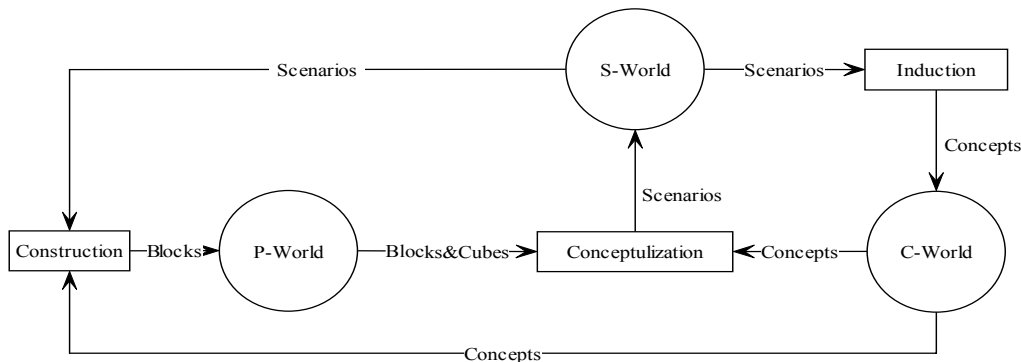 Scenarios
S-World
Scenarios
Induction
Concepts
Scenarios
Construction
Blocks
P-World
Blocks&Cubes
Conceptulization
Concepts
C-World
Concepts